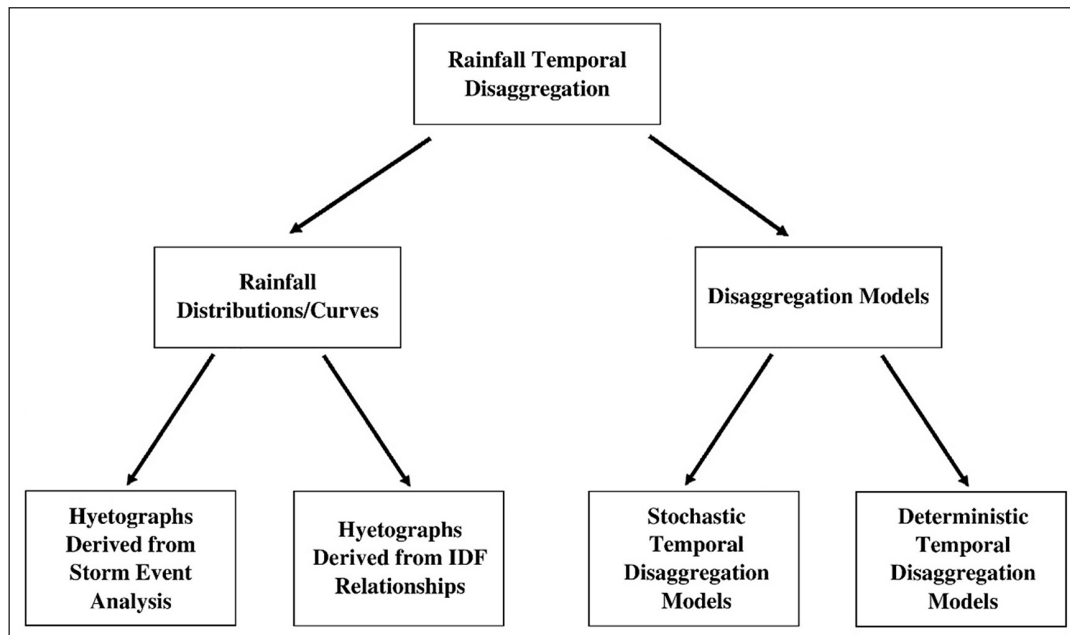 Rainfall Temporal
Disaggregation
Rainfall
Distributions/Curves
Disaggregation Models
Hyetographs
Derived from
Storm Event
Analysis
Hyetographs
Derived from IDF
Relationships
Stochastic
Temporal
Disaggregation
Models
Deterministic
Temporal
Disaggregation
Models